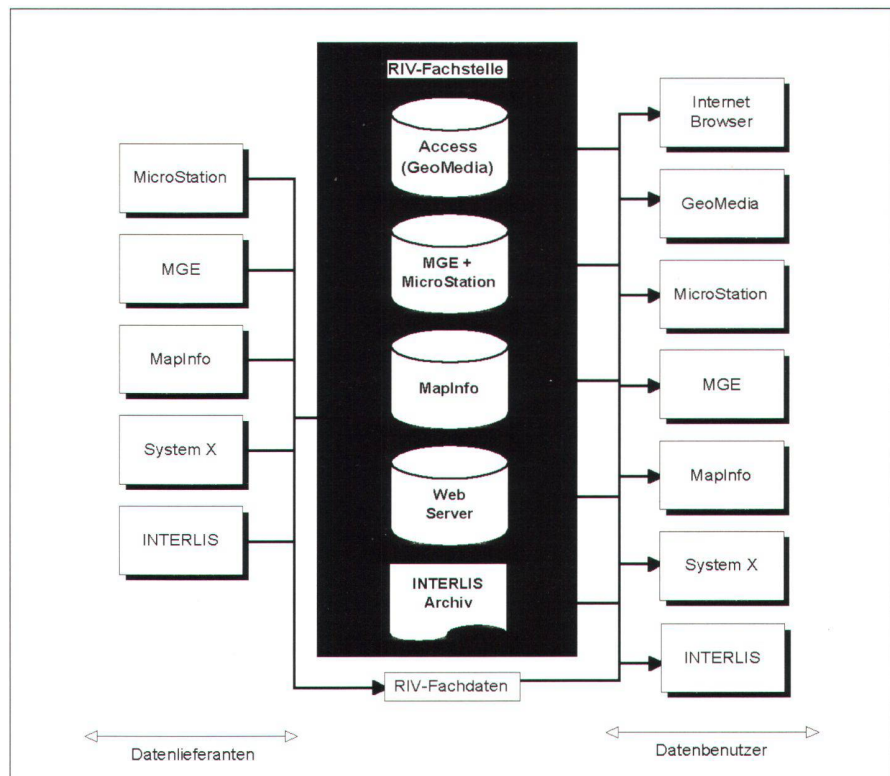 RIV-Fachstelle
Access
(GeoMedia)
MGE +
MicroStation
MapInfo
Web
Server
INTERLIS
Archiv
MicroStation
MGE
MapInfo
System X
INTERLIS
Internet
Browser
GeoMedia
MicroStation
MGE
MapInfo
System X
INTERLIS
RIV-Fachdaten
Datenlieferanten
Datenbenutzer